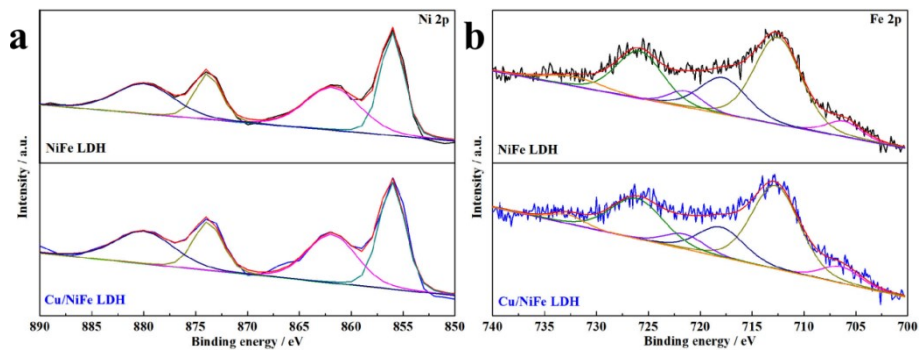 a
Ni 2p
NiFe LDH
Cu/NiFe LDH
Intensity / a.u.
890 885 880 875 870 865 860 855 850
Binding energy / eV
b
Fe 2p
NiFe LDH
Cu/NiFe LDH
Intensity / a.u.
740 735 730 725 720 715 710 705 700
Binding energy / eV